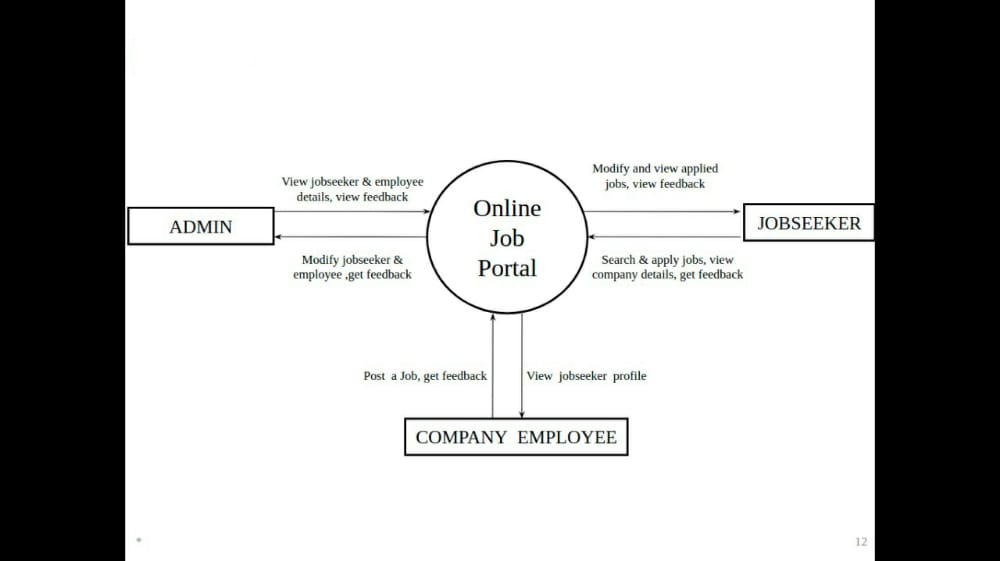 View jobseeker & employee
details, view feedback
Modify and view applied
jobs, view feedback
Online
Job
Portal
ADMIN
JOBSEEKER
Modify jobseeker &
employee ,get feedback
Search & apply jobs, view
company details, get feedback
Post a Job, get feedback
View jobseeker profile
COMPANY EMPLOYEE
*
12